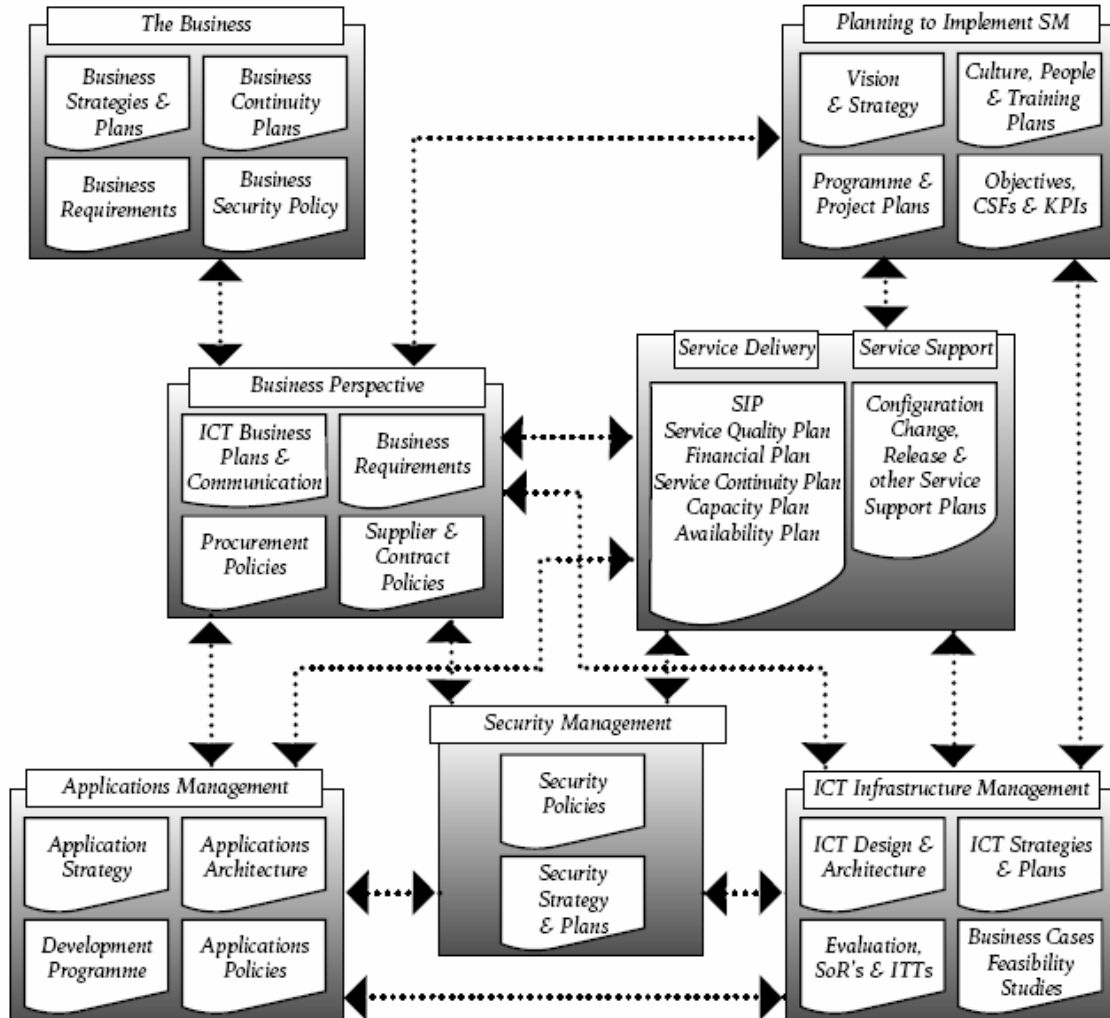 The Business
Business
Strategies &
Plans
Business
Continuity
Plans
Business
Requirements
Business
Security Policy
Planning to Implement SM
Vision
& Strategy
Culture, People
& Training
Plans
Programme &
Project Plans
Objectives,
CSFs & KPIs
Business Perspective
ICT Business
Plans &
Communication
Business
Requirements
Procurement
Policies
Supplier &
Contract
Policies
Service Delivery
SIP
Service Quality Plan
Financial Plan
Service Continuity Plan
Capacity Plan
Availability Plan
Service Support
Configuration
Change,
Release &
other Service
Support Plans
Applications Management
Application
Strategy
Applications
Architecture
Development
Programme
Applications
Policies
Security Management
Security
Policies
Security
Strategy
& Plans
ICT Infrastructure Management
ICT Design &
Architecture
ICT Strategies
& Plans
Evaluation,
SoR's & ITTs
Business Cases
Feasibility
Studies